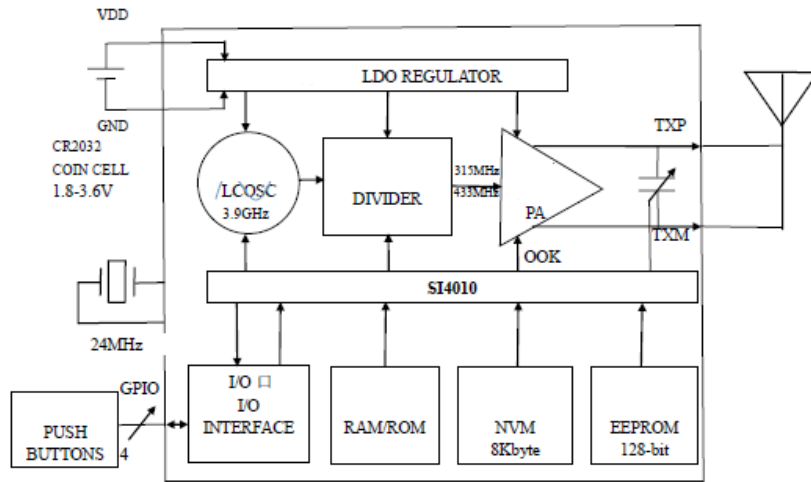 VDD
LDO REGULATOR
GND
CR2032
COIN CELL
1.8-3.6V
TXP
LCOSC
3.9GHz
DIVIDER
315MHz
433MHz
PA
TXM
OOK
SI4010
24MHz
GPIO
PUSH
BUTTONS
4
I/O 口
I/O
INTERFACE
RAM/ROM
NVM
8Kbyte
EEPROM
128-bit